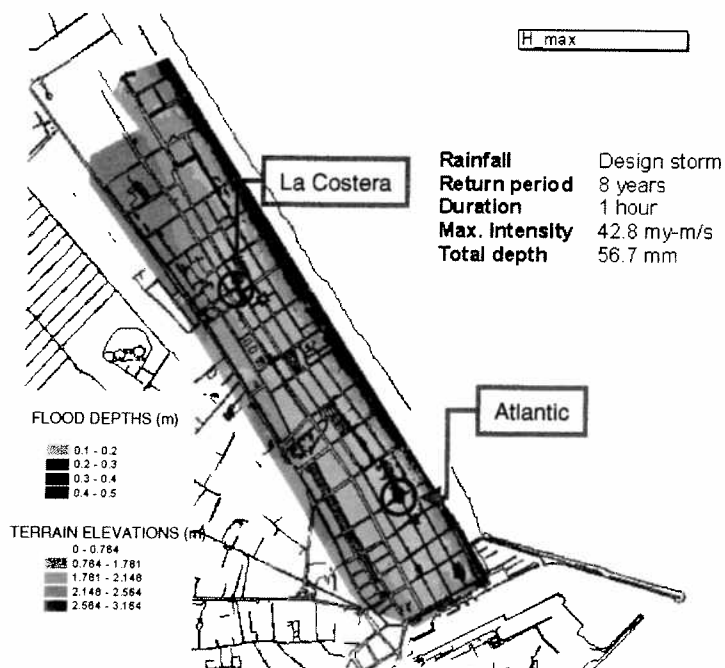 H_max
La Costera
Rainfall Design storm
Return period 8 years
Duration 1 hour
Max. Intensity 42.8 my-m/s
Total depth 56.7 mm
Atlantic
FLOOD DEPTHS (m)
0.1 - 0.2
0.2 - 0.3
0.3 - 0.4
0.4 - 0.5
TERRAIN ELEVATIONS (m)
0 - 0.764
0.764 - 1.781
1.781 - 2.148
2.148 - 2.564
2.564 - 3.164